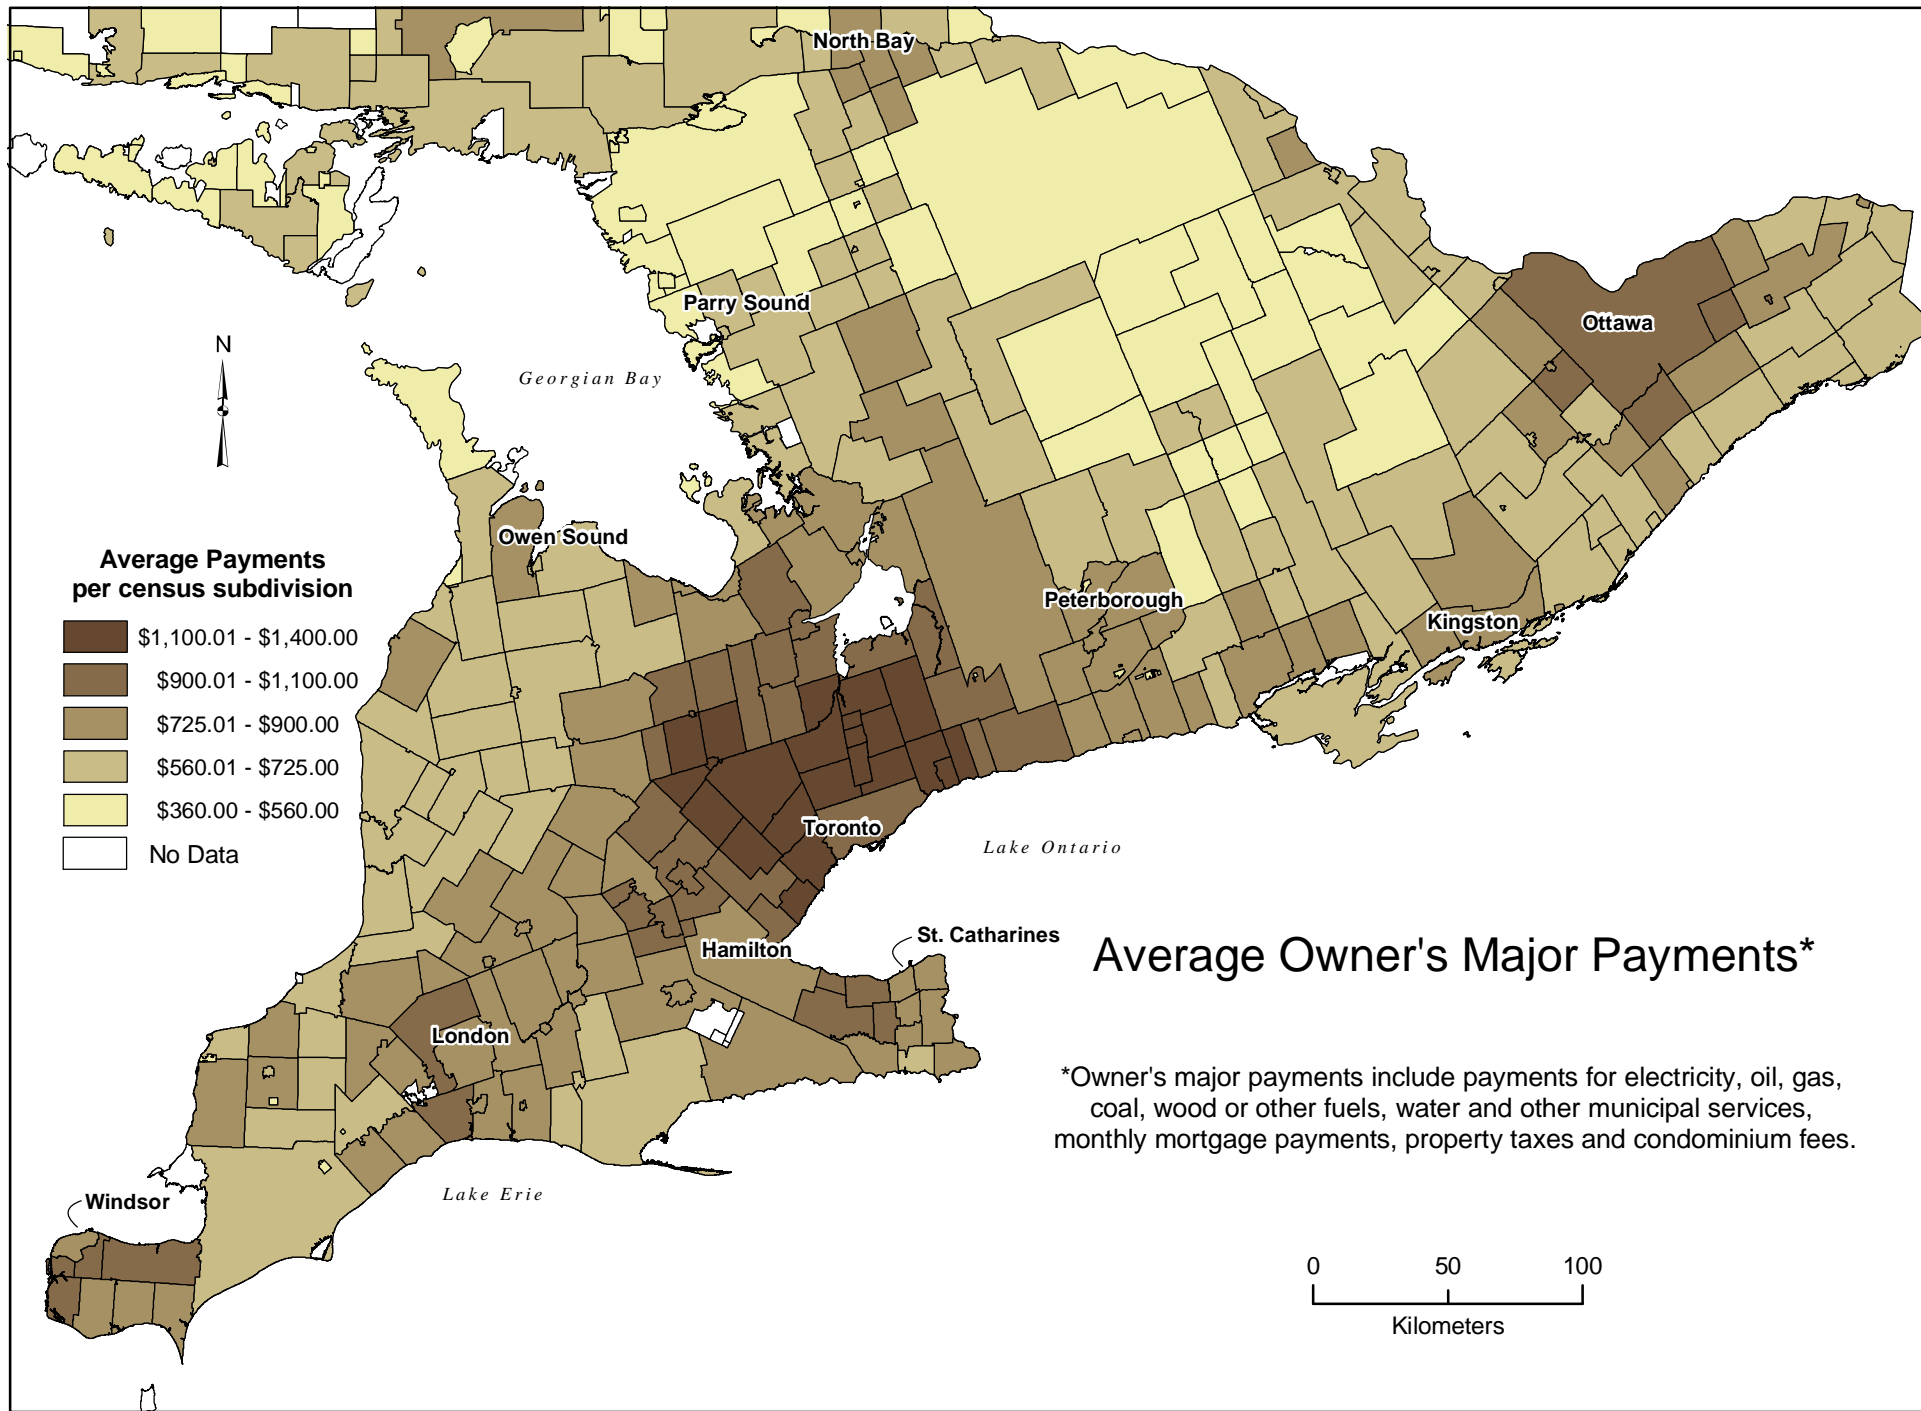 North Bay
Parry Sound
Ottawa
N
Georgian Bay
Owen Sound
Average Payments
per census subdivision
$1,100.01 - $1,400.00
$900.01 - $1,100.00
$725.01 - $900.00
$560.01 - $725.00
$360.00 - $560.00
No Data
Peterborough
Kingston
Toronto
Lake Ontario
Hamilton
St. Catharines
Average Owner's Major Payments*
London
*Owner's major payments include payments for electricity, oil, gas,
coal, wood or other fuels, water and other municipal services,
monthly mortgage payments, property taxes and condominium fees.
Lake Erie
Windsor
0 50 100
Kilometers